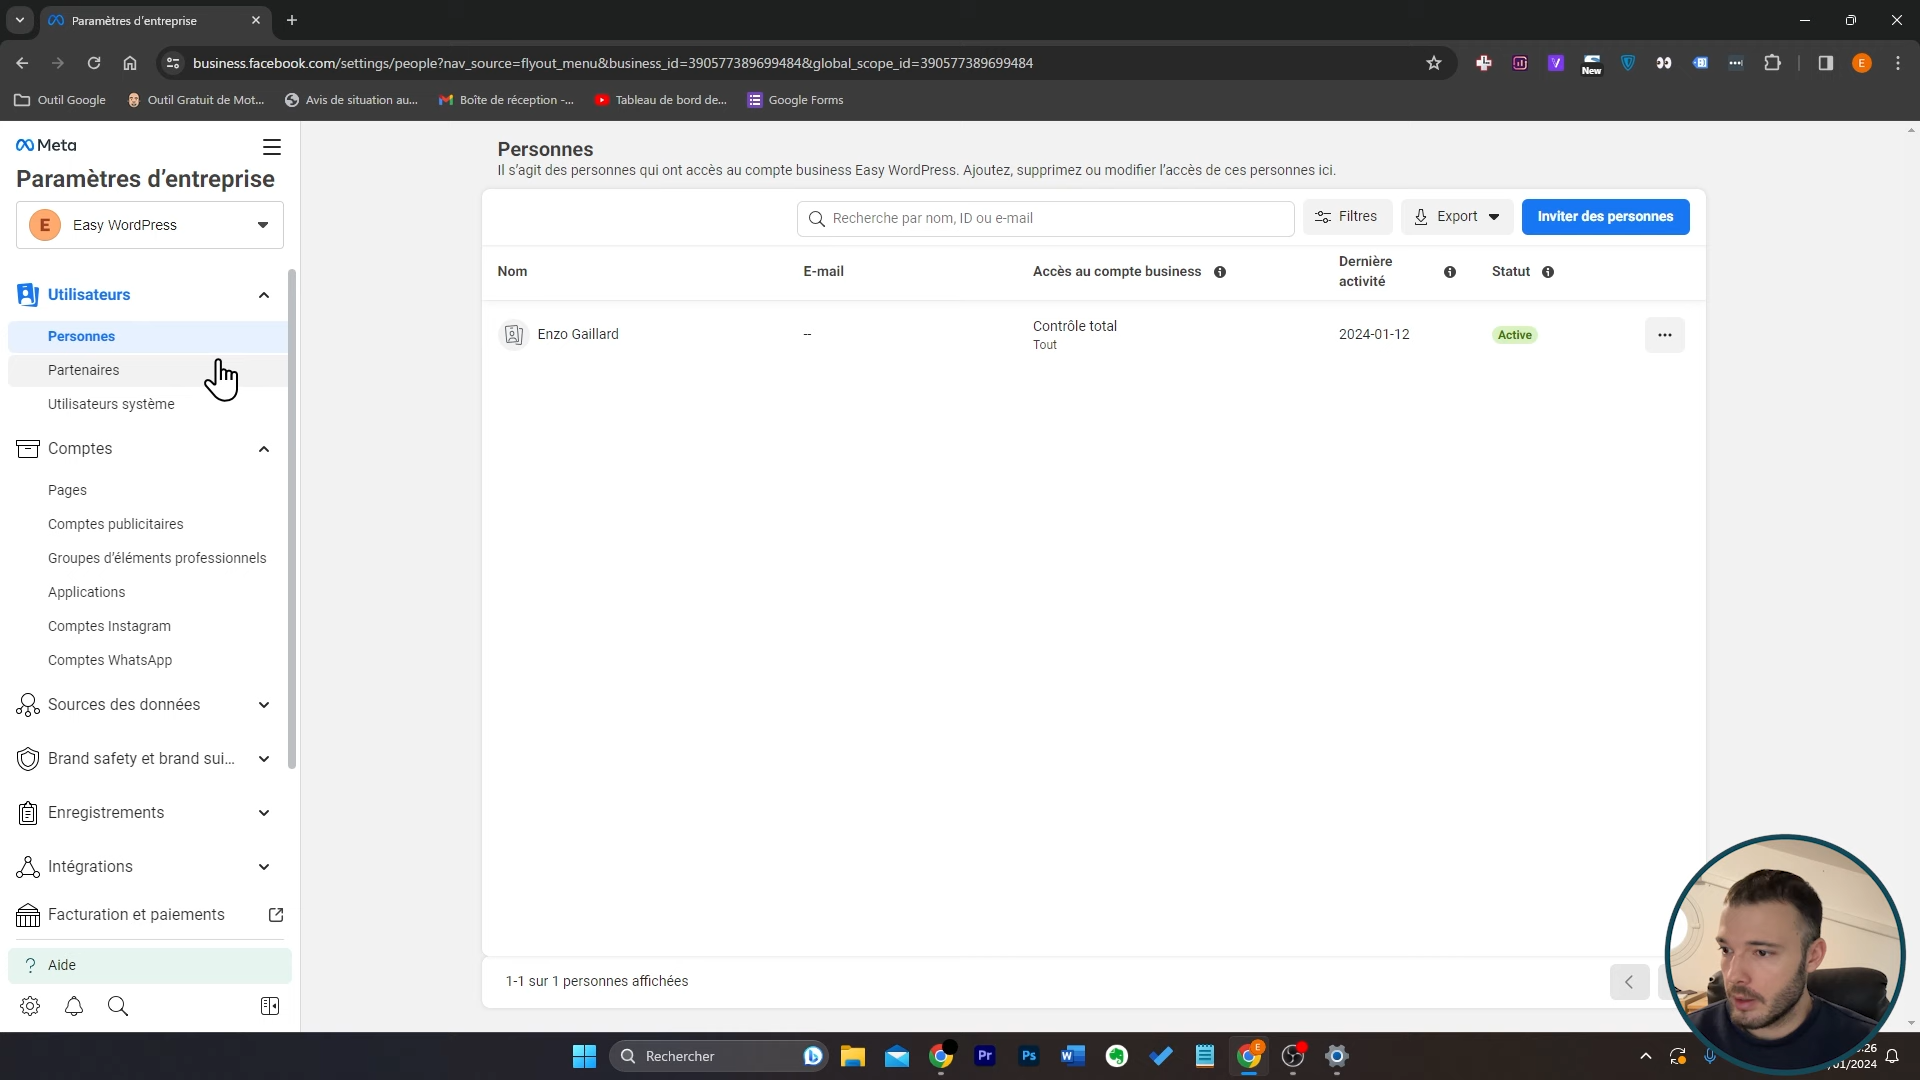 Paramètres d'entreprise
business.facebook.com/settings/people?nav_source=flyout_menu&business_id=390577389699484&global_scope_id=390577389699484
New
E
Outil Google
Outil Gratuit de Mot...
Avis de situation au...
Boîte de réception -...
Tableau de bord de...
Google Forms
Meta
Paramètres d’entreprise
E
Easy WordPress
Utilisateurs
Personnes
Partenaires
Utilisateurs système
Comptes
Pages
Comptes publicitaires
Groupes d’éléments professionnels
Applications
Comptes Instagram
Comptes WhatsApp
Sources des données
Brand safety et brand sui...
Enregistrements
Intégrations
Facturation et paiements
? Aide
Personnes
Il s’agit des personnes qui ont accès au compte business Easy WordPress. Ajoutez, supprimez ou modifier l’accès de ces personnes ici.
Recherche par nom, ID ou e-mail
Filtres
Export
Inviter des personnes
Nom
E-mail
Accès au compte business
Dernière
activité
Statut
Enzo Gaillard
--
Contrôle total
Tout
2024-01-12
Active
1-1 sur 1 personnes affichées
Rechercher
Pr
Ps
E
:26
/01/2024